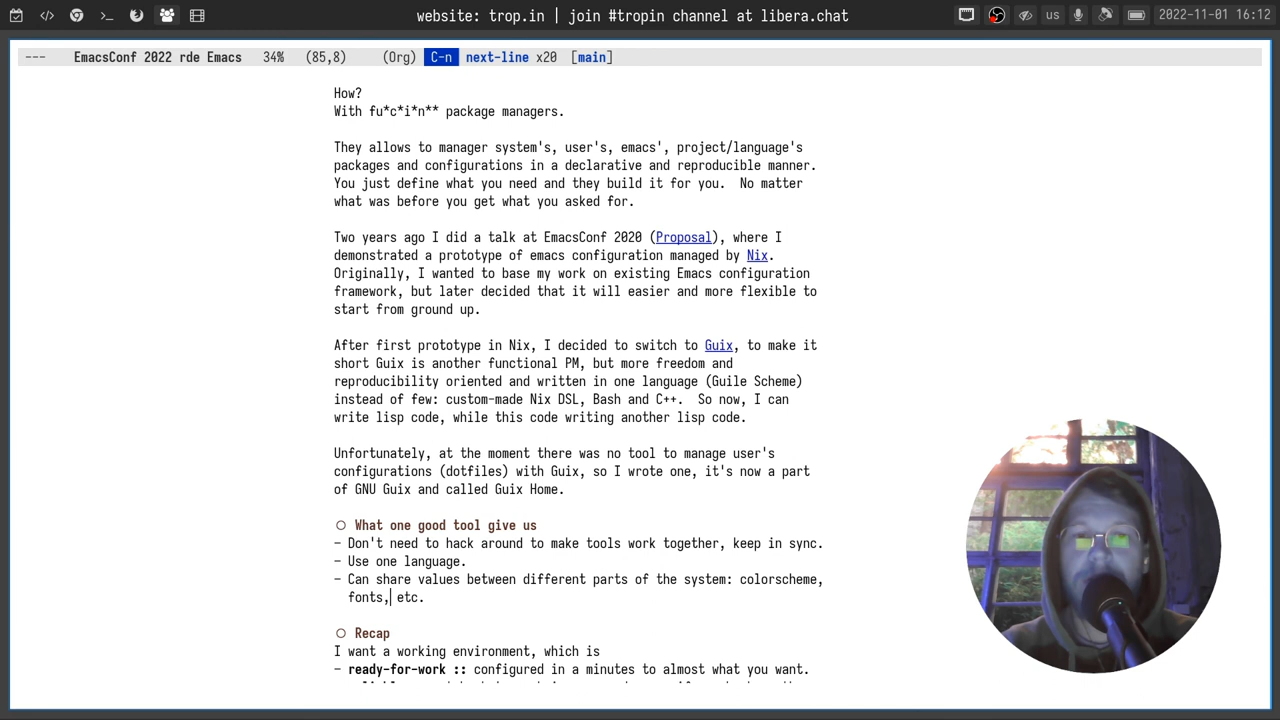 website: trop.in | join #tropin channel at libera.chat
us
2022-11-01 16:12
--- EmacsConf 2022 rde Emacs 34% (85,8) (Org) C-n next-line x20 [main]
How?
With fu*c*i*n** package managers.
They allows to manager system's, user's, emacs', project/language's
packages and configurations in a declarative and reproducible manner.
You just define what you need and they build it for you. No matter
what was before you get what you asked for.
Two years ago I did a talk at EmacsConf 2020 (Proposal), where I
demonstrated a prototype of emacs configuration managed by Nix.
Originally, I wanted to base my work on existing Emacs configuration
framework, but later decided that it will easier and more flexible to
start from ground up.
After first prototype in Nix, I decided to switch to Guix, to make it
short Guix is another functional PM, but more freedom and
reproducibility oriented and written in one language (Guile Scheme)
instead of few: custom-made Nix DSL, Bash and C++. So now, I can
write lisp code, while this code writing another lisp code.
Unfortunately, at the moment there was no tool to manage user's
configurations (dotfiles) with Guix, so I wrote one, it's now a part
of GNU Guix and called Guix Home.
○ What one good tool give us
- Don't need to hack around to make tools work together, keep in sync.
- Use one language.
- Can share values between different parts of the system: colorscheme,
fonts, etc.
○ Recap
I want a working environment, which is
- ready-for-work :: configured in a minutes to almost what you want.